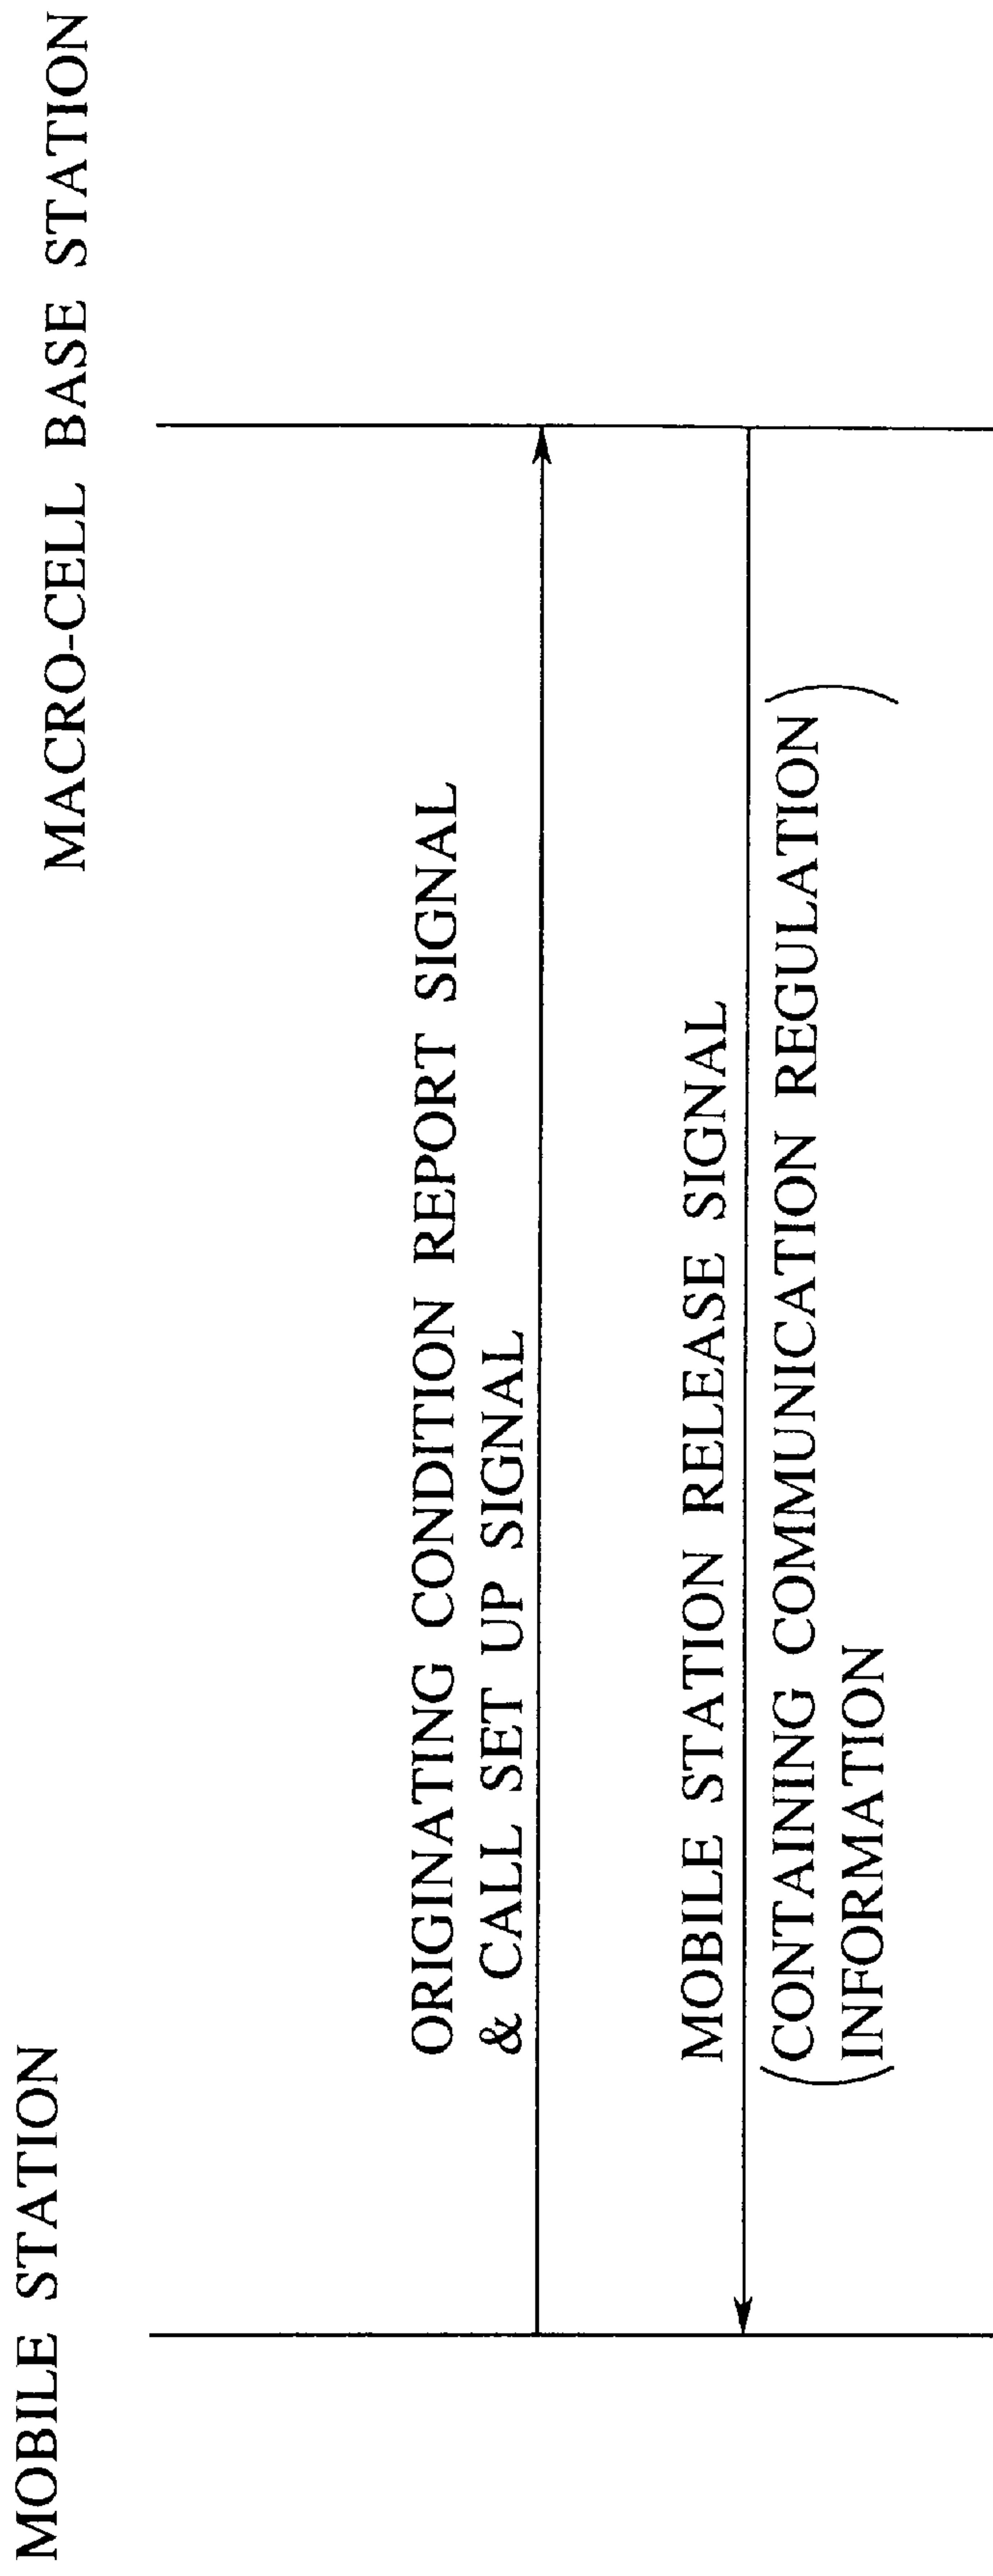 MOBILE STATION
MACRO-CELL BASE STATION
ORIGINATING CONDITION REPORT SIGNAL
& CALL SET UP SIGNAL
MOBILE STATION RELEASE SIGNAL
(CONTAINING COMMUNICATION REGULATION
INFORMATION)